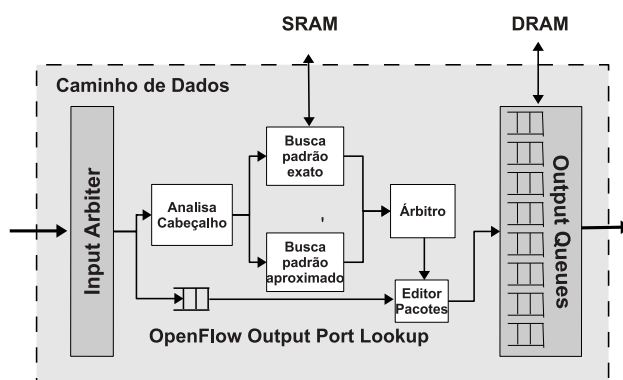 SRAM
DRAM
Caminho de Dados
Input Arbiter
Analisa
Cabeçalho
Busca
padrão
exato
Busca
padrão
aproximado
Árbitro
Editor
Pacotes
Output Queues
OpenFlow Output Port Lookup